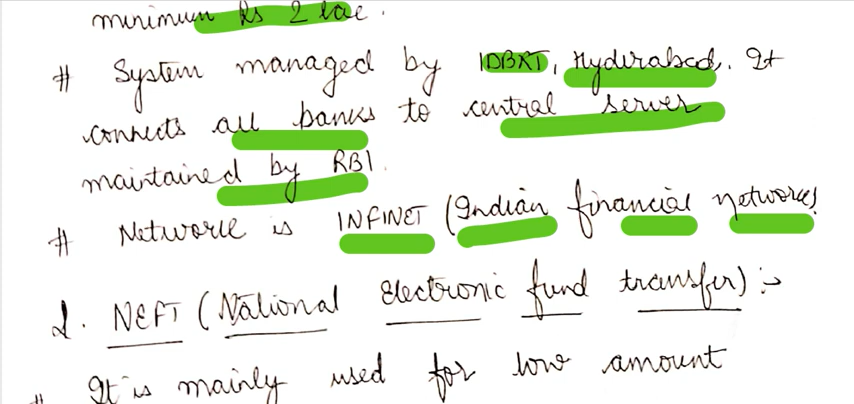 minimum Rs 2 lac.
# System managed by IDBRT, Hyderabad. It
connects all banks to central server
maintained by RBI.
# Network is INFINET (Indian financial network)
2. NEFT (National Electronic fund transfer) :->
# It is mainly used for low amount